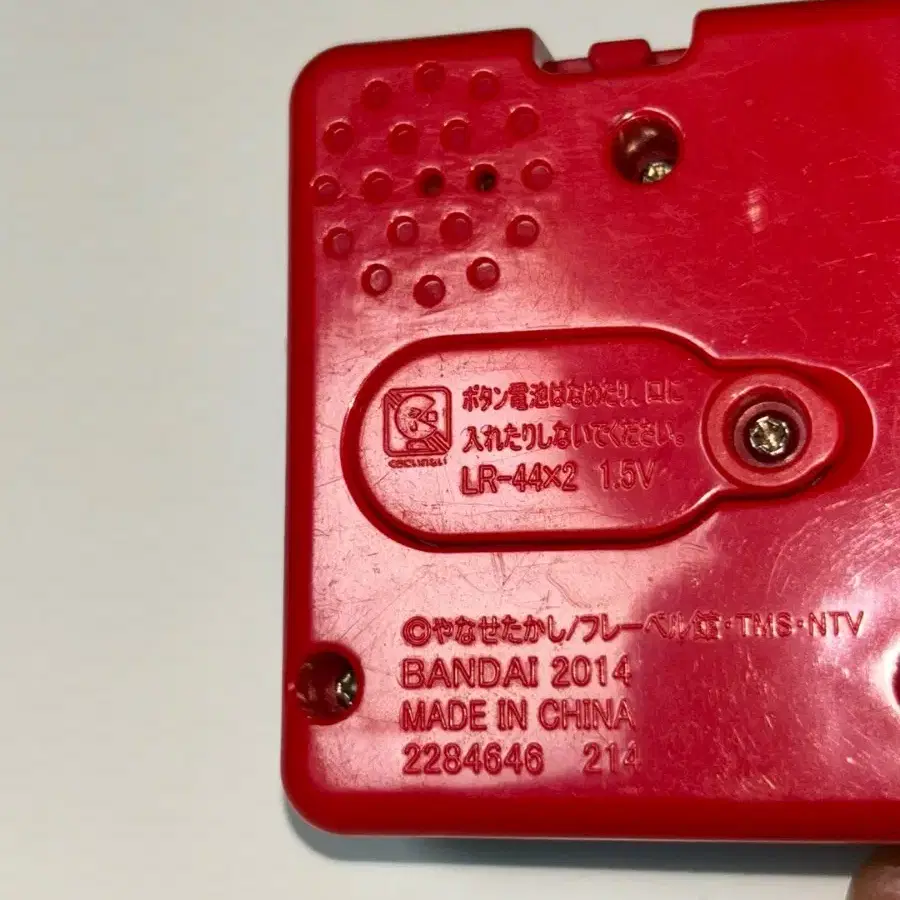 ボタン電池はなめたり、口に
入れたりしないでください。
LR-44×2 1.5V
©やなせたかし/フレーベル館・TMS・NTV
BANDAI 2014
MADE IN CHINA
2284646 214